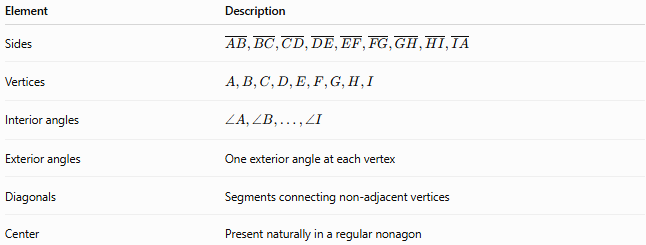 Element Description
Sides $\overline{AB}, \overline{BC}, \overline{CD}, \overline{DE}, \overline{EF}, \overline{FG}, \overline{GH}, \overline{HI}, \overline{IA}$
Vertices $A, B, C, D, E, F, G, H, I$
Interior angles $\angle A, \angle B, \ldots, \angle I$
Exterior angles One exterior angle at each vertex
Diagonals Segments connecting non-adjacent vertices
Center Present naturally in a regular nonagon